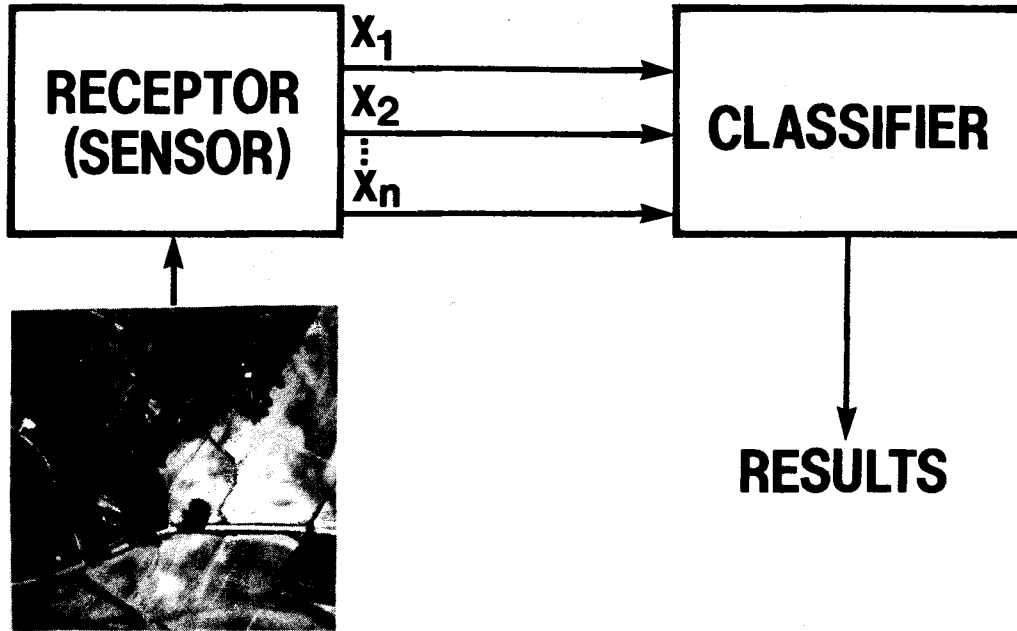 RECEPTOR
(SENSOR)
X1
X2
⋮
Xn
CLASSIFIER
RESULTS